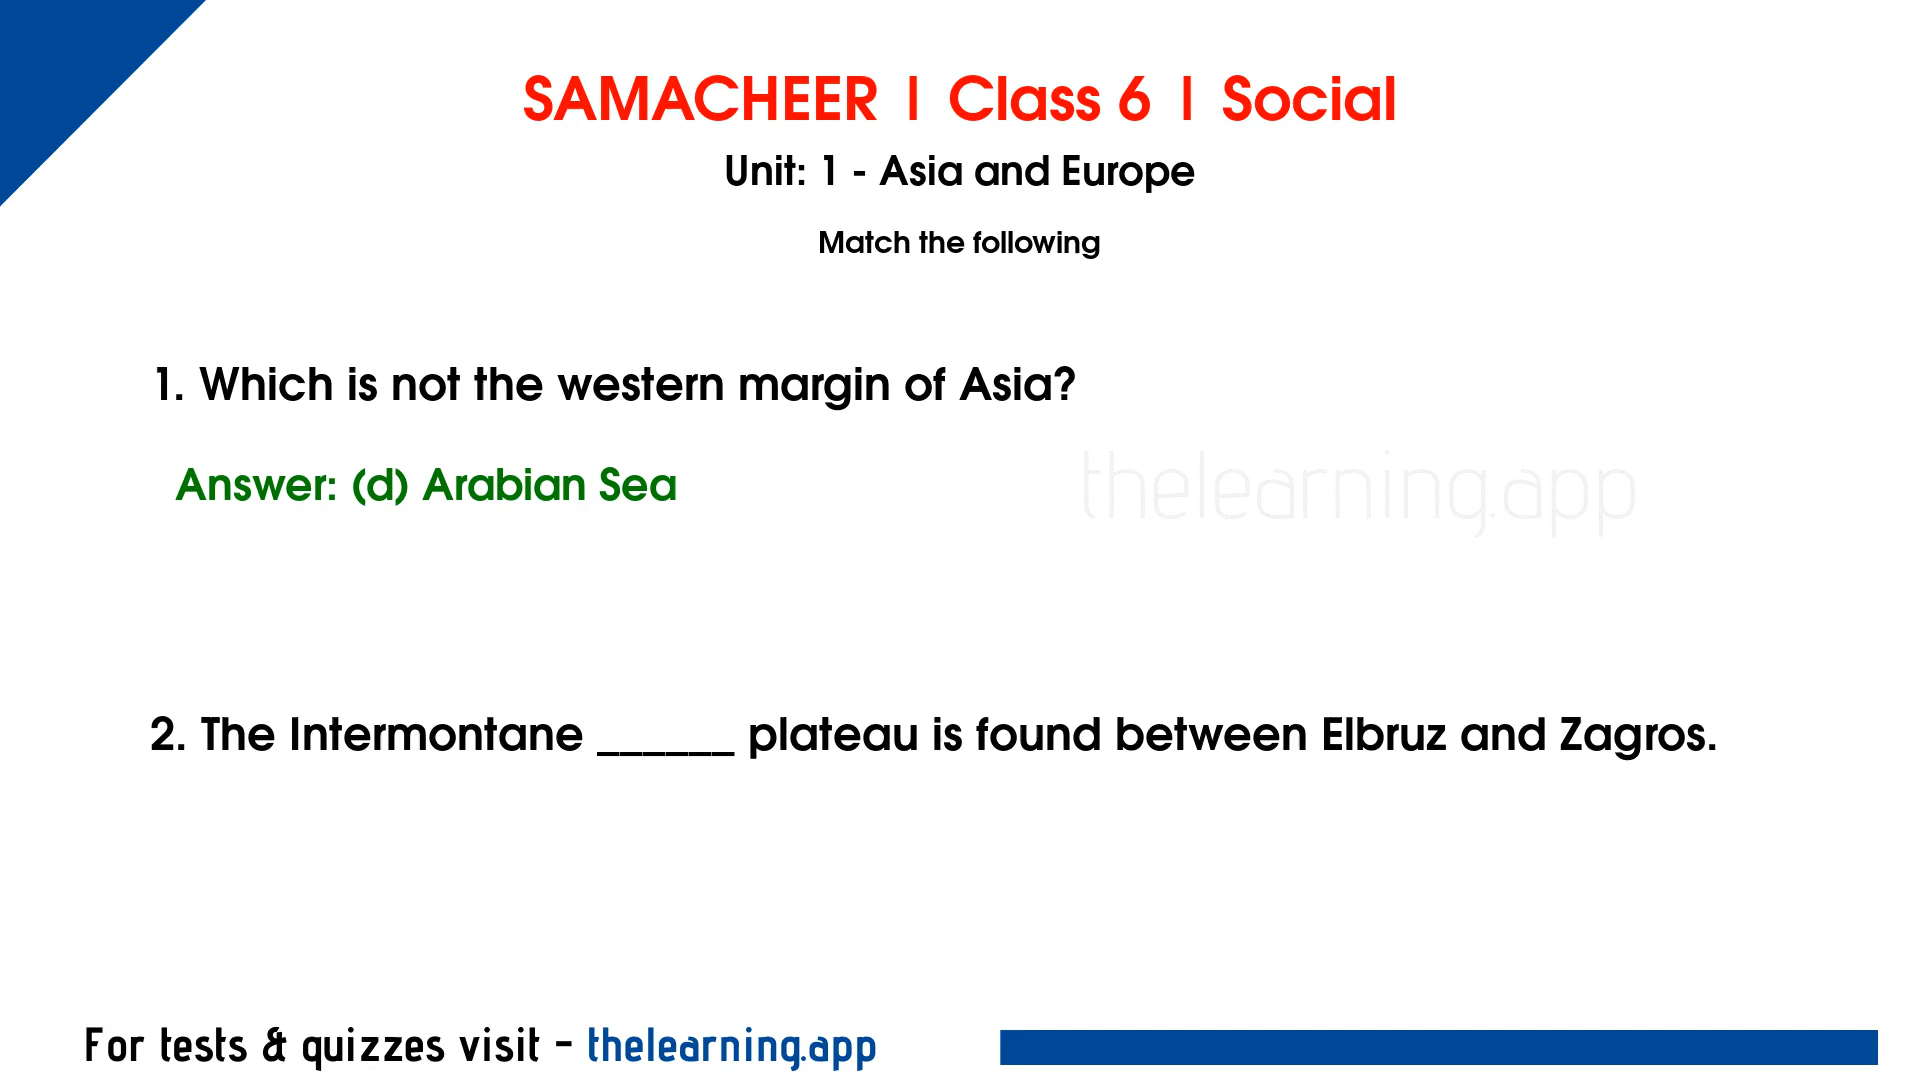 SAMACHEER | Class 6 | Social
Unit: 1 - Asia and Europe
Match the following
1. Which is not the western margin of Asia?
Answer: (d) Arabian Sea
thelearning.app
2. The Intermontane ______ plateau is found between Elbruz and Zagros.
For tests & quizzes visit - thelearning.app